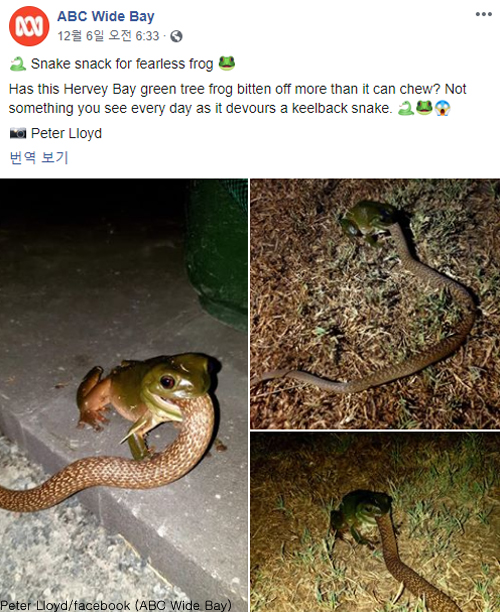 ABC Wide Bay
12월 6일 오전 6:33 ·
Snake snack for fearless frog
Has this Hervey Bay green tree frog bitten off more than it can chew? Not
something you see every day as it devours a keelback snake.
Peter Lloyd
번역 보기
Peter Lloyd/facebook (ABC Wide Bay)